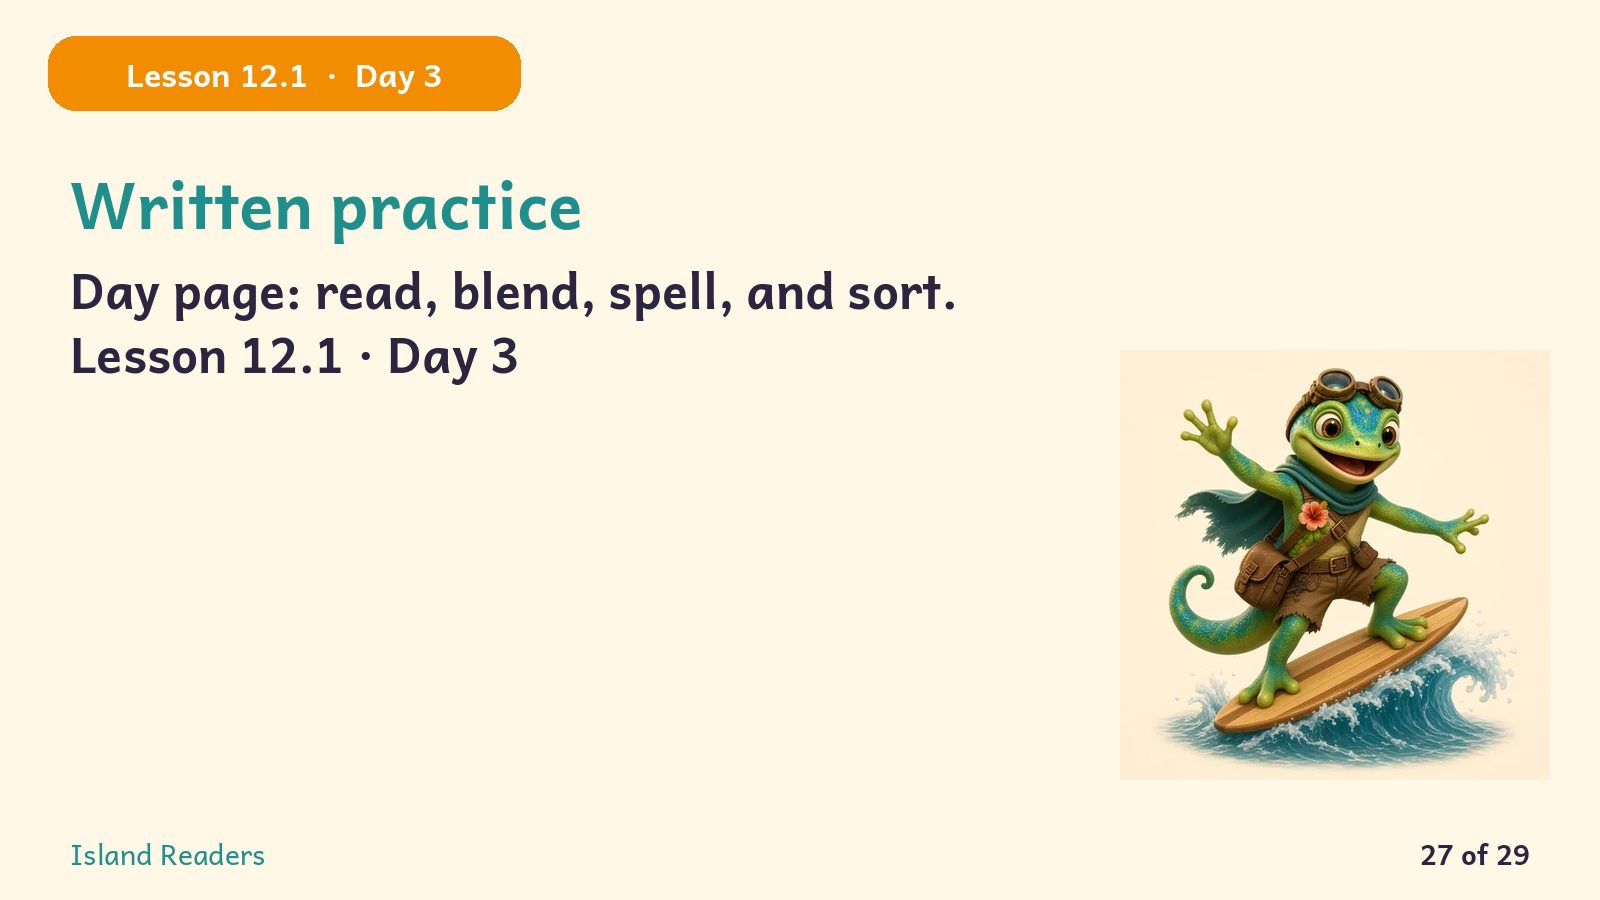 Lesson 12.1 · Day 3
Written practice
Day page: read, blend, spell, and sort.
Lesson 12.1 · Day 3
Island Readers
27 of 29